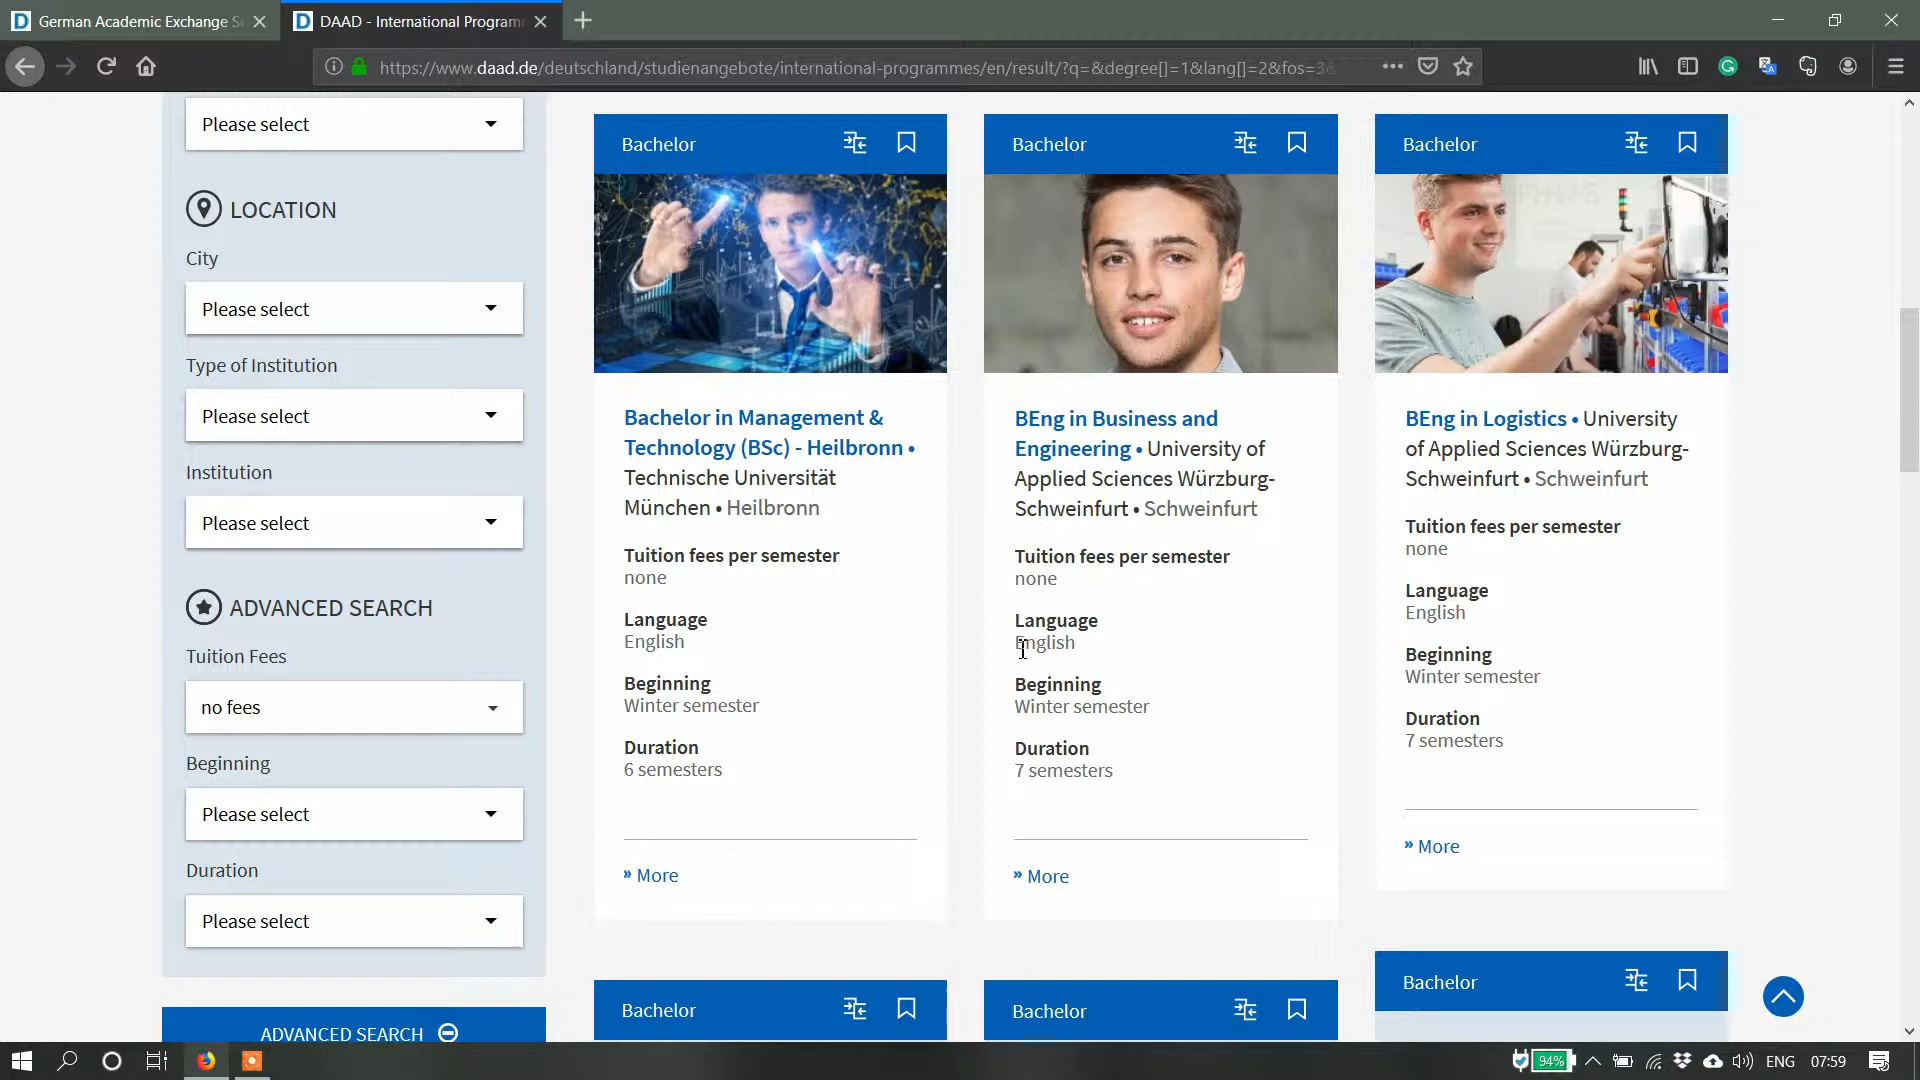 German Academic Exchange S
DAAD - International Program
https://www.daad.de/deutschland/studienangebote/international-programmes/en/result/?q=&degree[]=1&lang[]=2&fos=3
Please select
LOCATION
City
Please select
Type of Institution
Please select
Institution
Please select
ADVANCED SEARCH
Tuition Fees
no fees
Beginning
Please select
Duration
Please select
ADVANCED SEARCH
Bachelor
Bachelor in Management &
Technology (BSc) - Heilbronn •
Technische Universität
München • Heilbronn
Tuition fees per semester
none
Language
English
Beginning
Winter semester
Duration
6 semesters
» More
Bachelor
BEng in Business and
Engineering • University of
Applied Sciences Würzburg-
Schweinfurt • Schweinfurt
Tuition fees per semester
none
Language
English
Beginning
Winter semester
Duration
7 semesters
» More
Bachelor
BEng in Logistics • University
of Applied Sciences Würzburg-
Schweinfurt • Schweinfurt
Tuition fees per semester
none
Language
English
Beginning
Winter semester
Duration
7 semesters
» More
Bachelor
Bachelor
Bachelor
94%
ENG
07:59